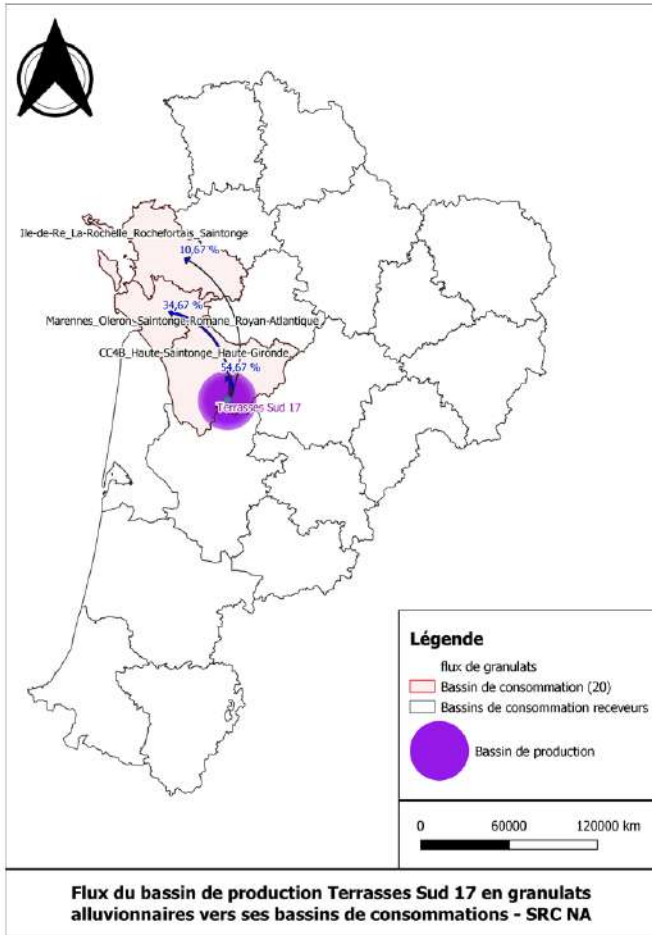 Ile-de-Re_La-Rochelle_Rochefortais_Saintonge
10,67 %
34,67 %
Marennes_Oleron_Saintonge-Romane_Royan-Atlantique
CC4B_Haute-Saintonge_Haute-Gironde
54,67 %
Terrasses Sud 17
Légende
flux de granulats
Bassin de consommation (20)
Bassins de consommation receveurs
Bassin de production
0 60000 120000 km
Flux du bassin de production Terrasses Sud 17 en granulats
alluvionnaires vers ses bassins de consommations - SRC NA